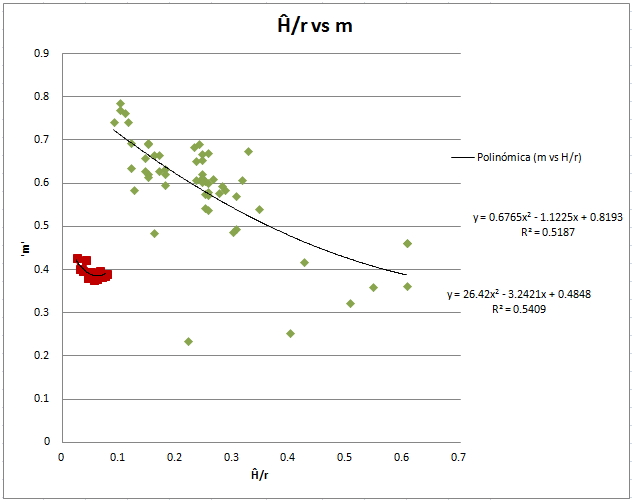 Ĥ/r vs m
0.9
0.8
0.7
0.6
0.5
0.4
0.3
0.2
0.1
0
'm'
0 0.1 0.2 0.3 0.4 0.5 0.6 0.7
Ĥ/r
Polinómica (m vs H/r)
y = 0.6765x² - 1.1225x + 0.8193
R² = 0.5187
y = 26.42x² - 3.2421x + 0.4848
R² = 0.5409